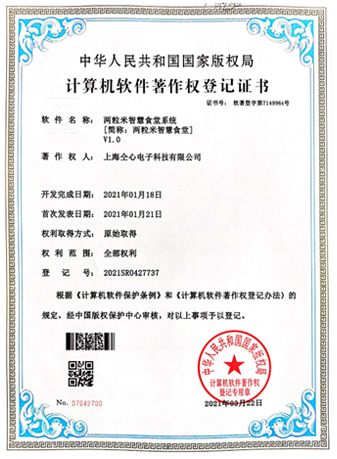 中华人民共和国国家版权局
计算机软件著作权登记证书
证书号： 软著登字第7149964号
软件名称： 两粒米智慧食堂系统
[简称：两粒米智慧食堂]
V1.0
著作权人： 上海仝心电子科技有限公司
开发完成日期： 2021年01月18日
首次发表日期： 2021年01月21日
权利取得方式： 原始取得
权利范围： 全部权利
登记号： 2021SR0427737
根据《计算机软件保护条例》和《计算机软件著作权登记办法》的
规定，经中国版权保护中心审核，对以上事项予以登记。
中华人民共和国国家版权局
计算机软件著作权
登记专用章
No. 07642700
2021年03月22日